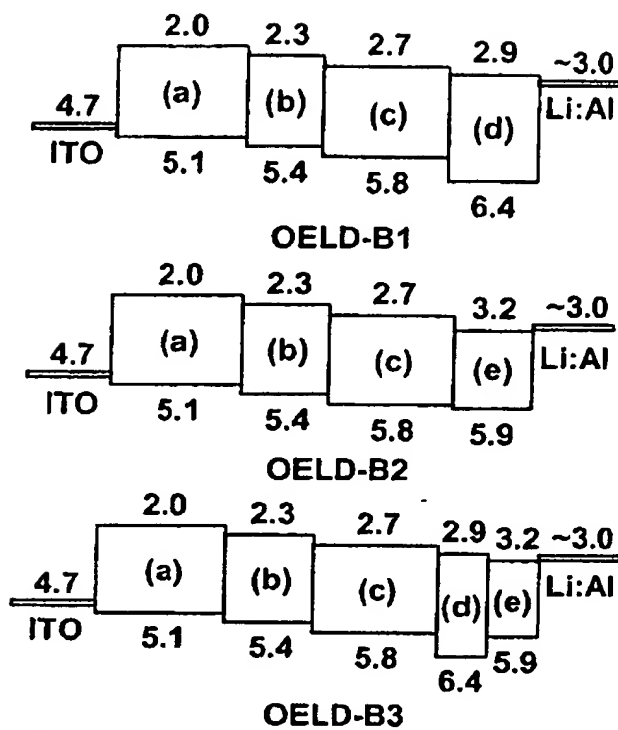 2.0 2.3 2.7 2.9 ~3.0
4.7 (a) (b) (c) (d)
ITO Li:Al
5.1 5.4 5.8 6.4
OELD-B1
2.0 2.3 2.7 3.2 ~3.0
4.7 (a) (b) (c) (e)
ITO Li:Al
5.1 5.4 5.8 5.9
OELD-B2
2.0 2.3 2.7 2.9 3.2 ~3.0
4.7 (a) (b) (c) (d) (e)
ITO Li:Al
5.1 5.4 5.8 6.4 5.9
OELD-B3